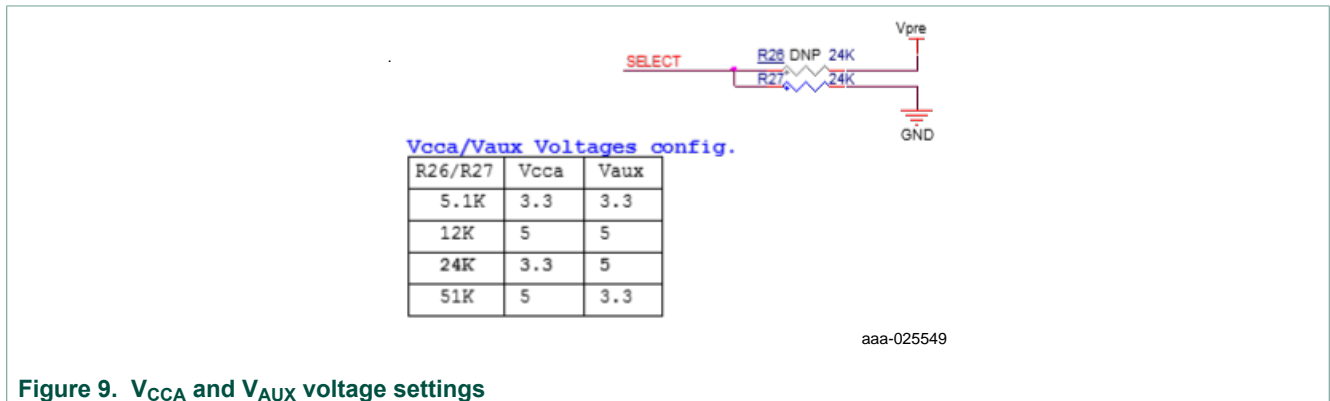 Vpre
SELECT
R26 DNP 24K
R27 24K
GND
Vcca/Vaux Voltages config.
R26/R27 Vcca Vaux
5.1K 3.3 3.3
12K 5 5
24K 3.3 5
51K 5 3.3
aaa-025549
Figure 9. VCCA and VAUX voltage settings